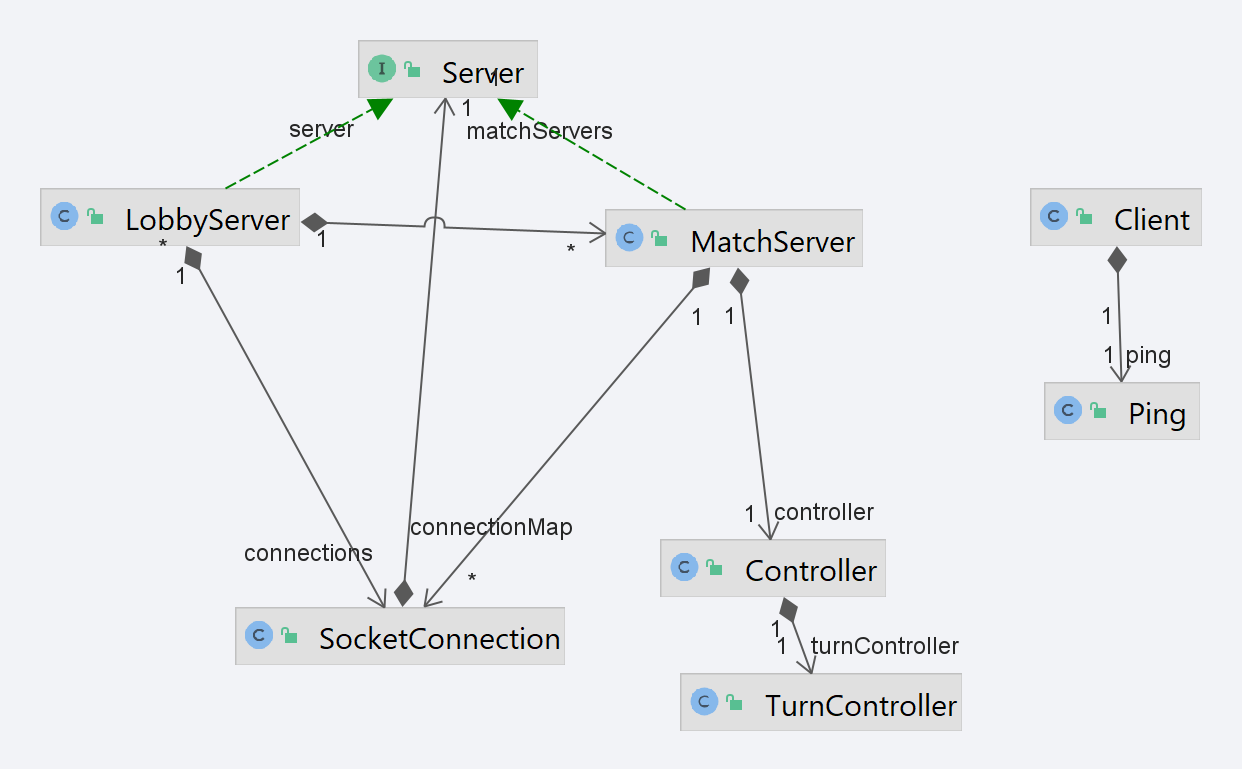 I Server
1
server
matchServers
C LobbyServer
C Client
*
1
*
1
C MatchServer
1
1
1
1 ping
C Ping
1 controller
connectionMap
connections
*
C Controller
C SocketConnection
1
1 turnController
C TurnController